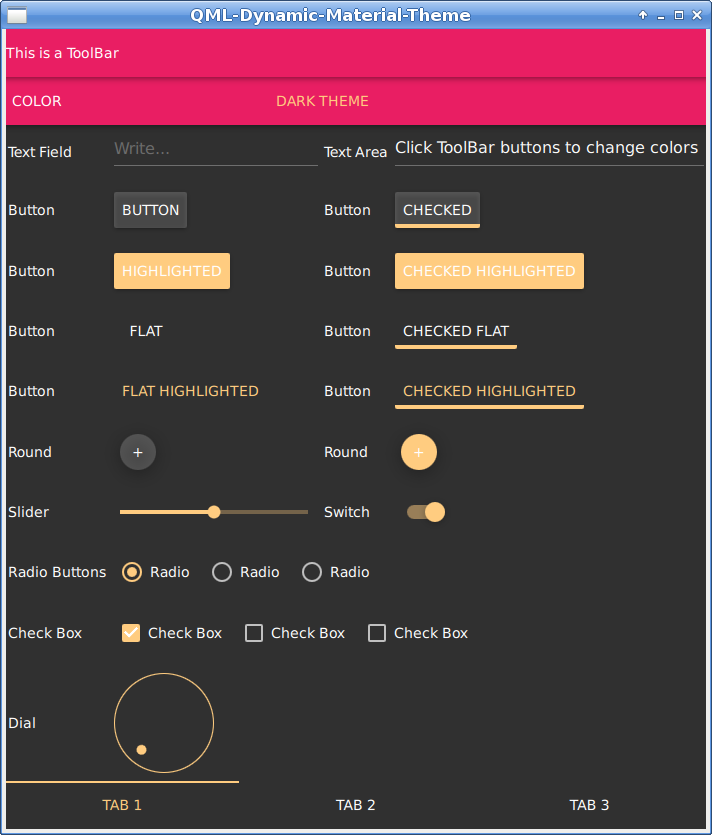 QML-Dynamic-Material-Theme
This is a ToolBar
COLOR DARK THEME
Text Field Write... Text Area Click ToolBar buttons to change colors
Button BUTTON Button CHECKED
Button HIGHLIGHTED Button CHECKED HIGHLIGHTED
Button FLAT Button CHECKED FLAT
Button FLAT HIGHLIGHTED Button CHECKED HIGHLIGHTED
Round + Round +
Slider Switch
Radio Buttons Radio Radio Radio
Check Box Check Box Check Box Check Box
Dial
TAB 1 TAB 2 TAB 3